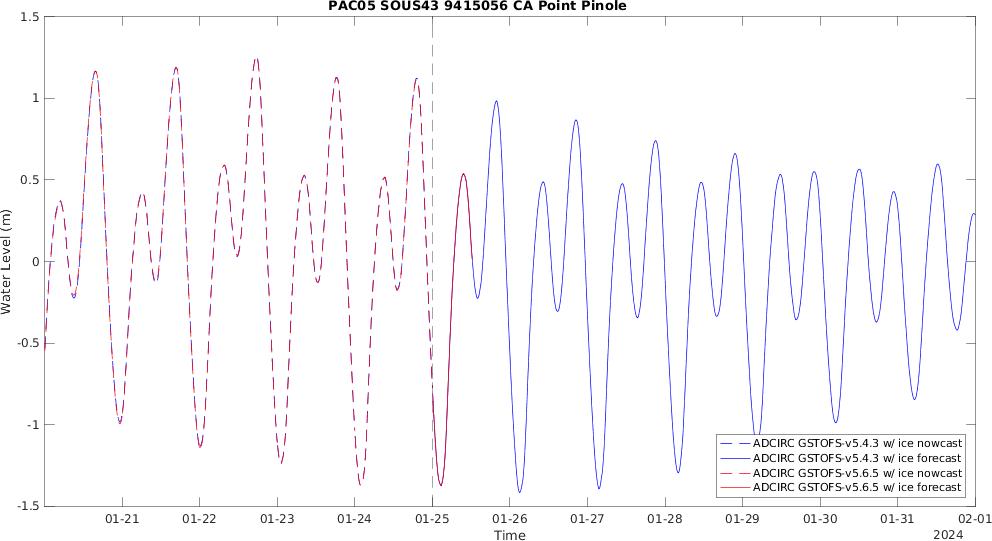 PAC05 SOUS43 9415056 CA Point Pinole
Water Level (m)
1.5
1
0.5
0
-0.5
-1
-1.5
01-21 01-22 01-23 01-24 01-25 01-26 01-27 01-28 01-29 01-30 01-31 02-01
2024
Time
ADCIRC GSTOFS-v5.4.3 w/ ice nowcast
ADCIRC GSTOFS-v5.4.3 w/ ice forecast
ADCIRC GSTOFS-v5.6.5 w/ ice nowcast
ADCIRC GSTOFS-v5.6.5 w/ ice forecast